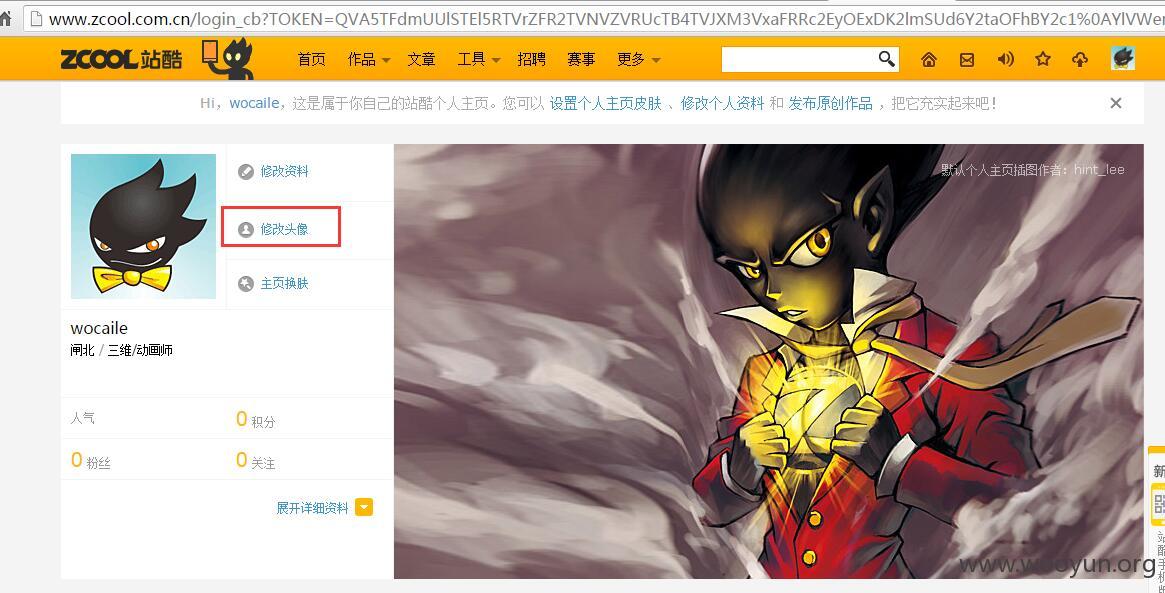 www.zcool.com.cn/login_cb?TOKEN=QVA5TFdmUUlSTEl5RTVrZFR2TVNVZVRUcTB4TVJXM3VxaFRRc2EyOExDK2lmSUd6Y2taOFhBY2c1%0AYlVWer
ZCOOL站酷 首页 作品 文章 工具 招聘 赛事 更多
Hi，wocaile，这是属于你自己的站酷个人主页。您可以 设置个人主页皮肤 、修改个人资料 和 发布原创作品 ，把它充实起来吧！
修改资料
默认个人主页插图作者：hint_lee
修改头像
主页换肤
wocaile
闸北 / 三维/动画师
人气 0 积分
0 粉丝 0 关注
展开详细资料
新
站
酷
手
机
www.wooyun.org